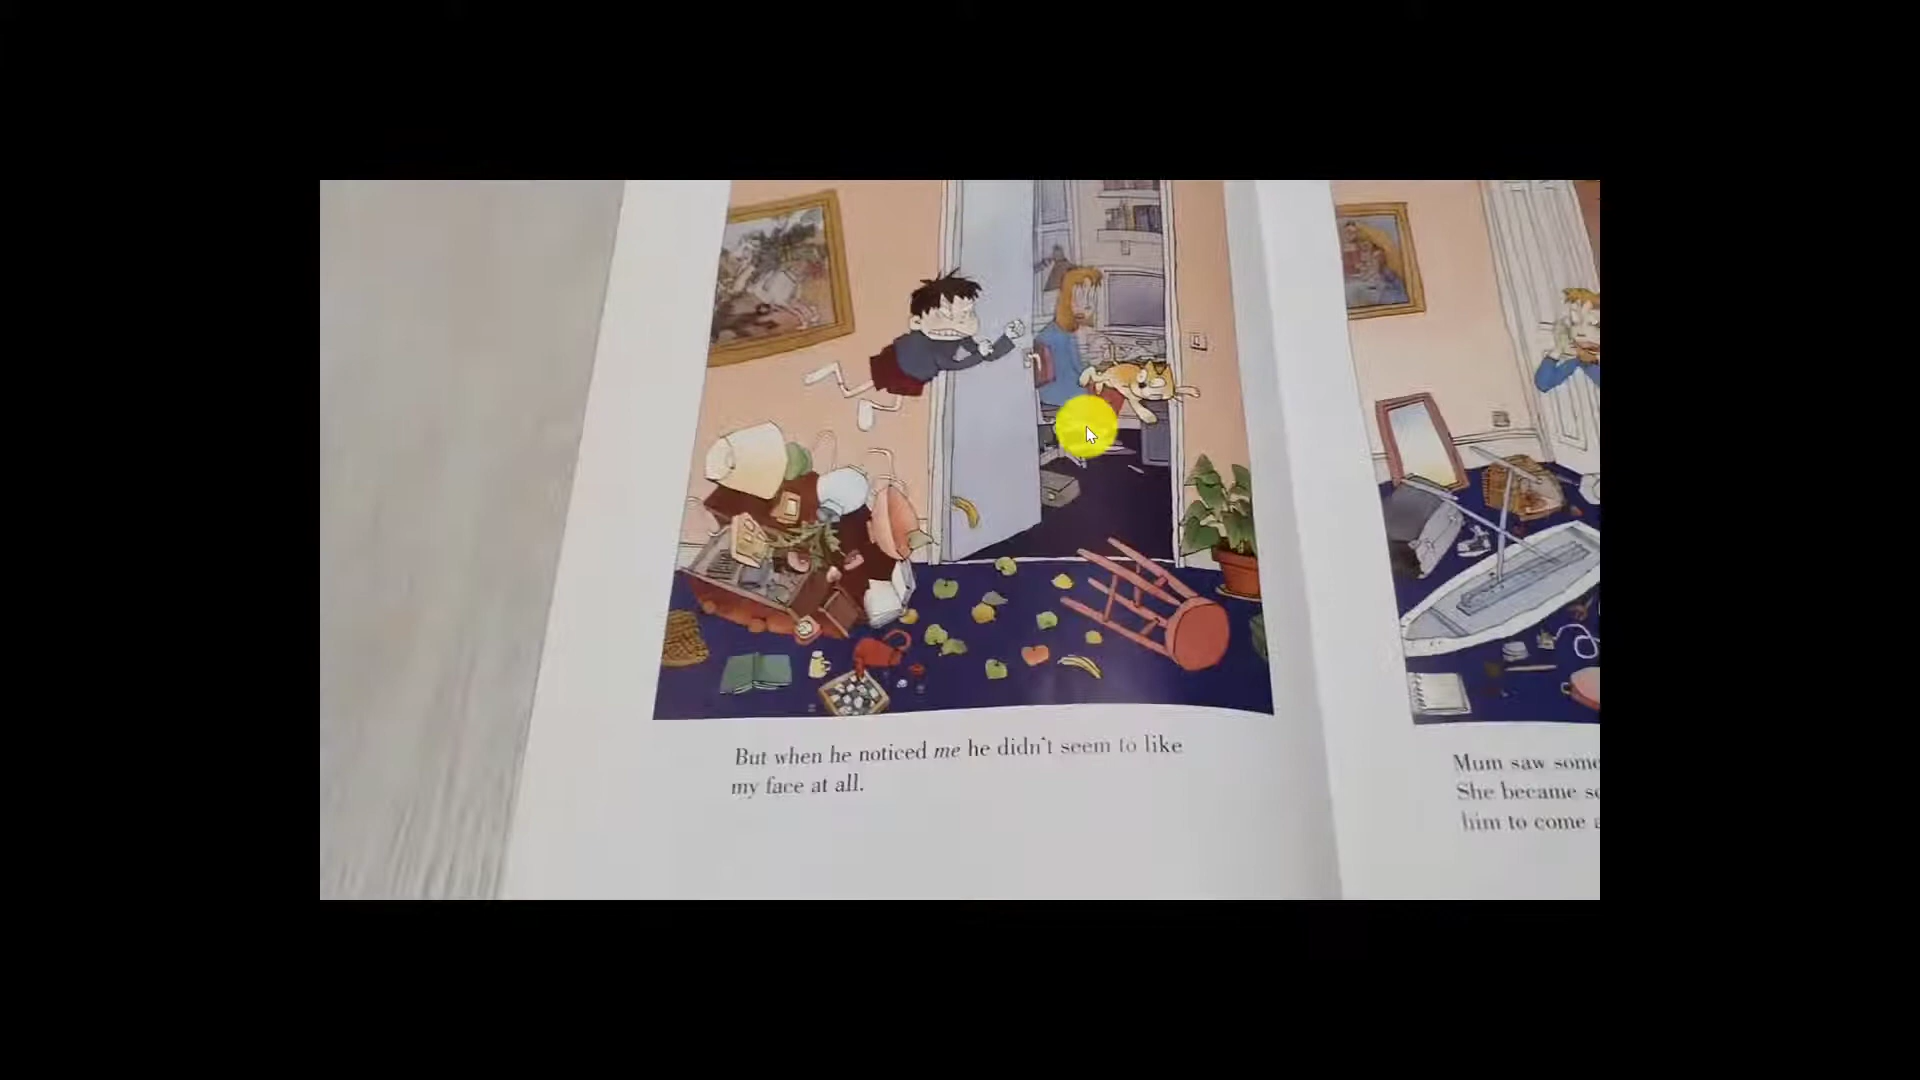 But when he noticed me he didn't seem to like
my face at all.
Mum saw some
She became
him to come